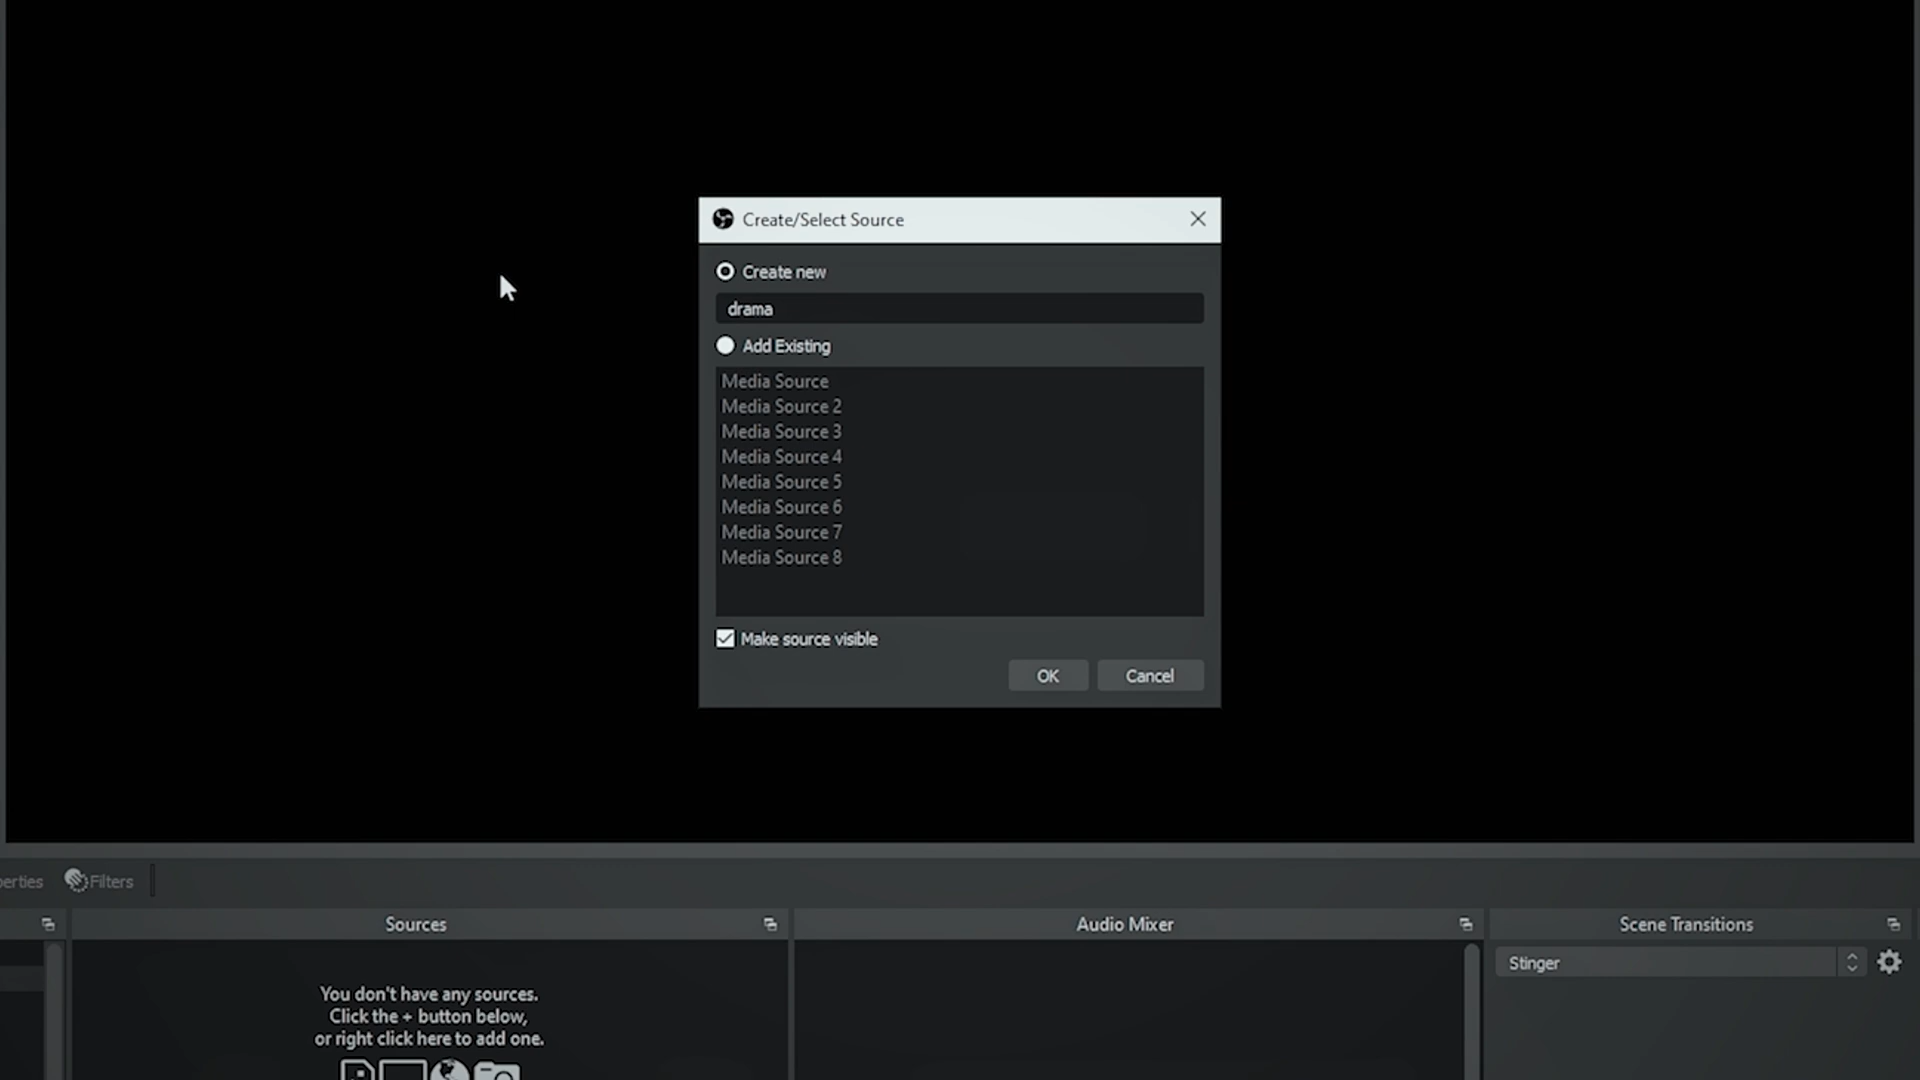 Create/Select Source
Create new
drama
Add Existing
Media Source
Media Source 2
Media Source 3
Media Source 4
Media Source 5
Media Source 6
Media Source 7
Media Source 8
Make source visible
OK
Cancel
perties
Filters
Sources
Audio Mixer
Scene Transitions
Stinger
You don't have any sources.
Click the + button below,
or right click here to add one.